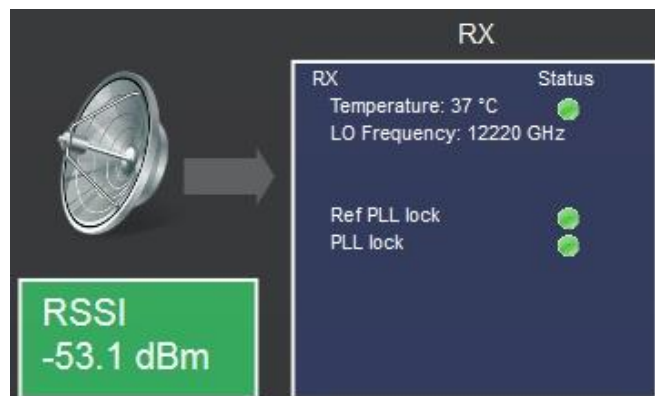 RX
RX Status
Temperature: 37 °C
LO Frequency: 12220 GHz
Ref PLL lock
PLL lock
RSSI
-53.1 dBm